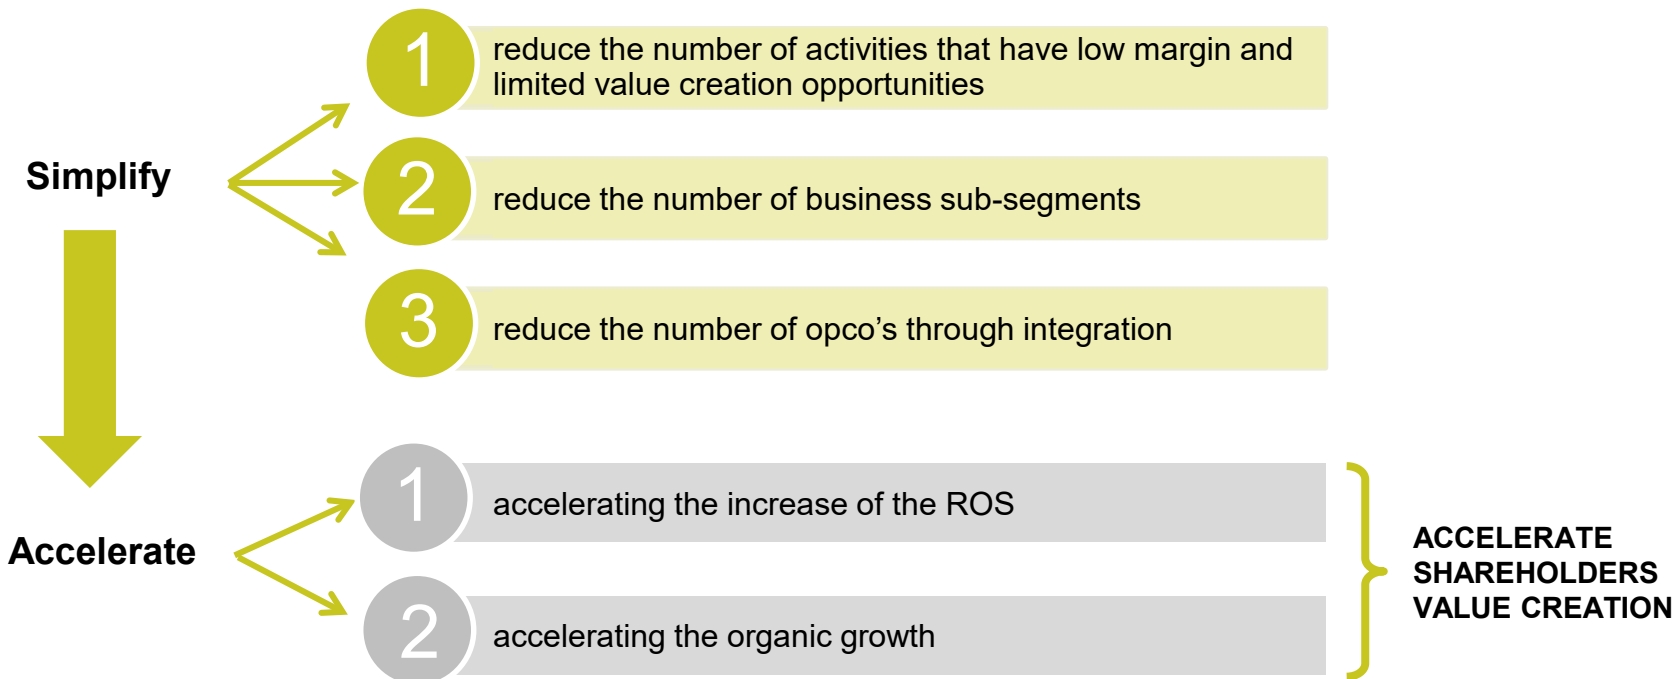 1
reduce the number of activities that have low margin and
limited value creation opportunities
Simplify
2
reduce the number of business sub-segments
3
reduce the number of opco’s through integration
1
accelerating the increase of the ROS
Accelerate
2
accelerating the organic growth
ACCELERATE
SHAREHOLDERS
VALUE CREATION